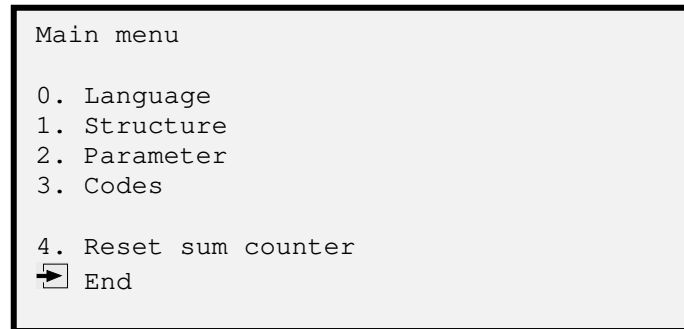 Main menu
0. Language
1. Structure
2. Parameter
3. Codes
4. Reset sum counter
End